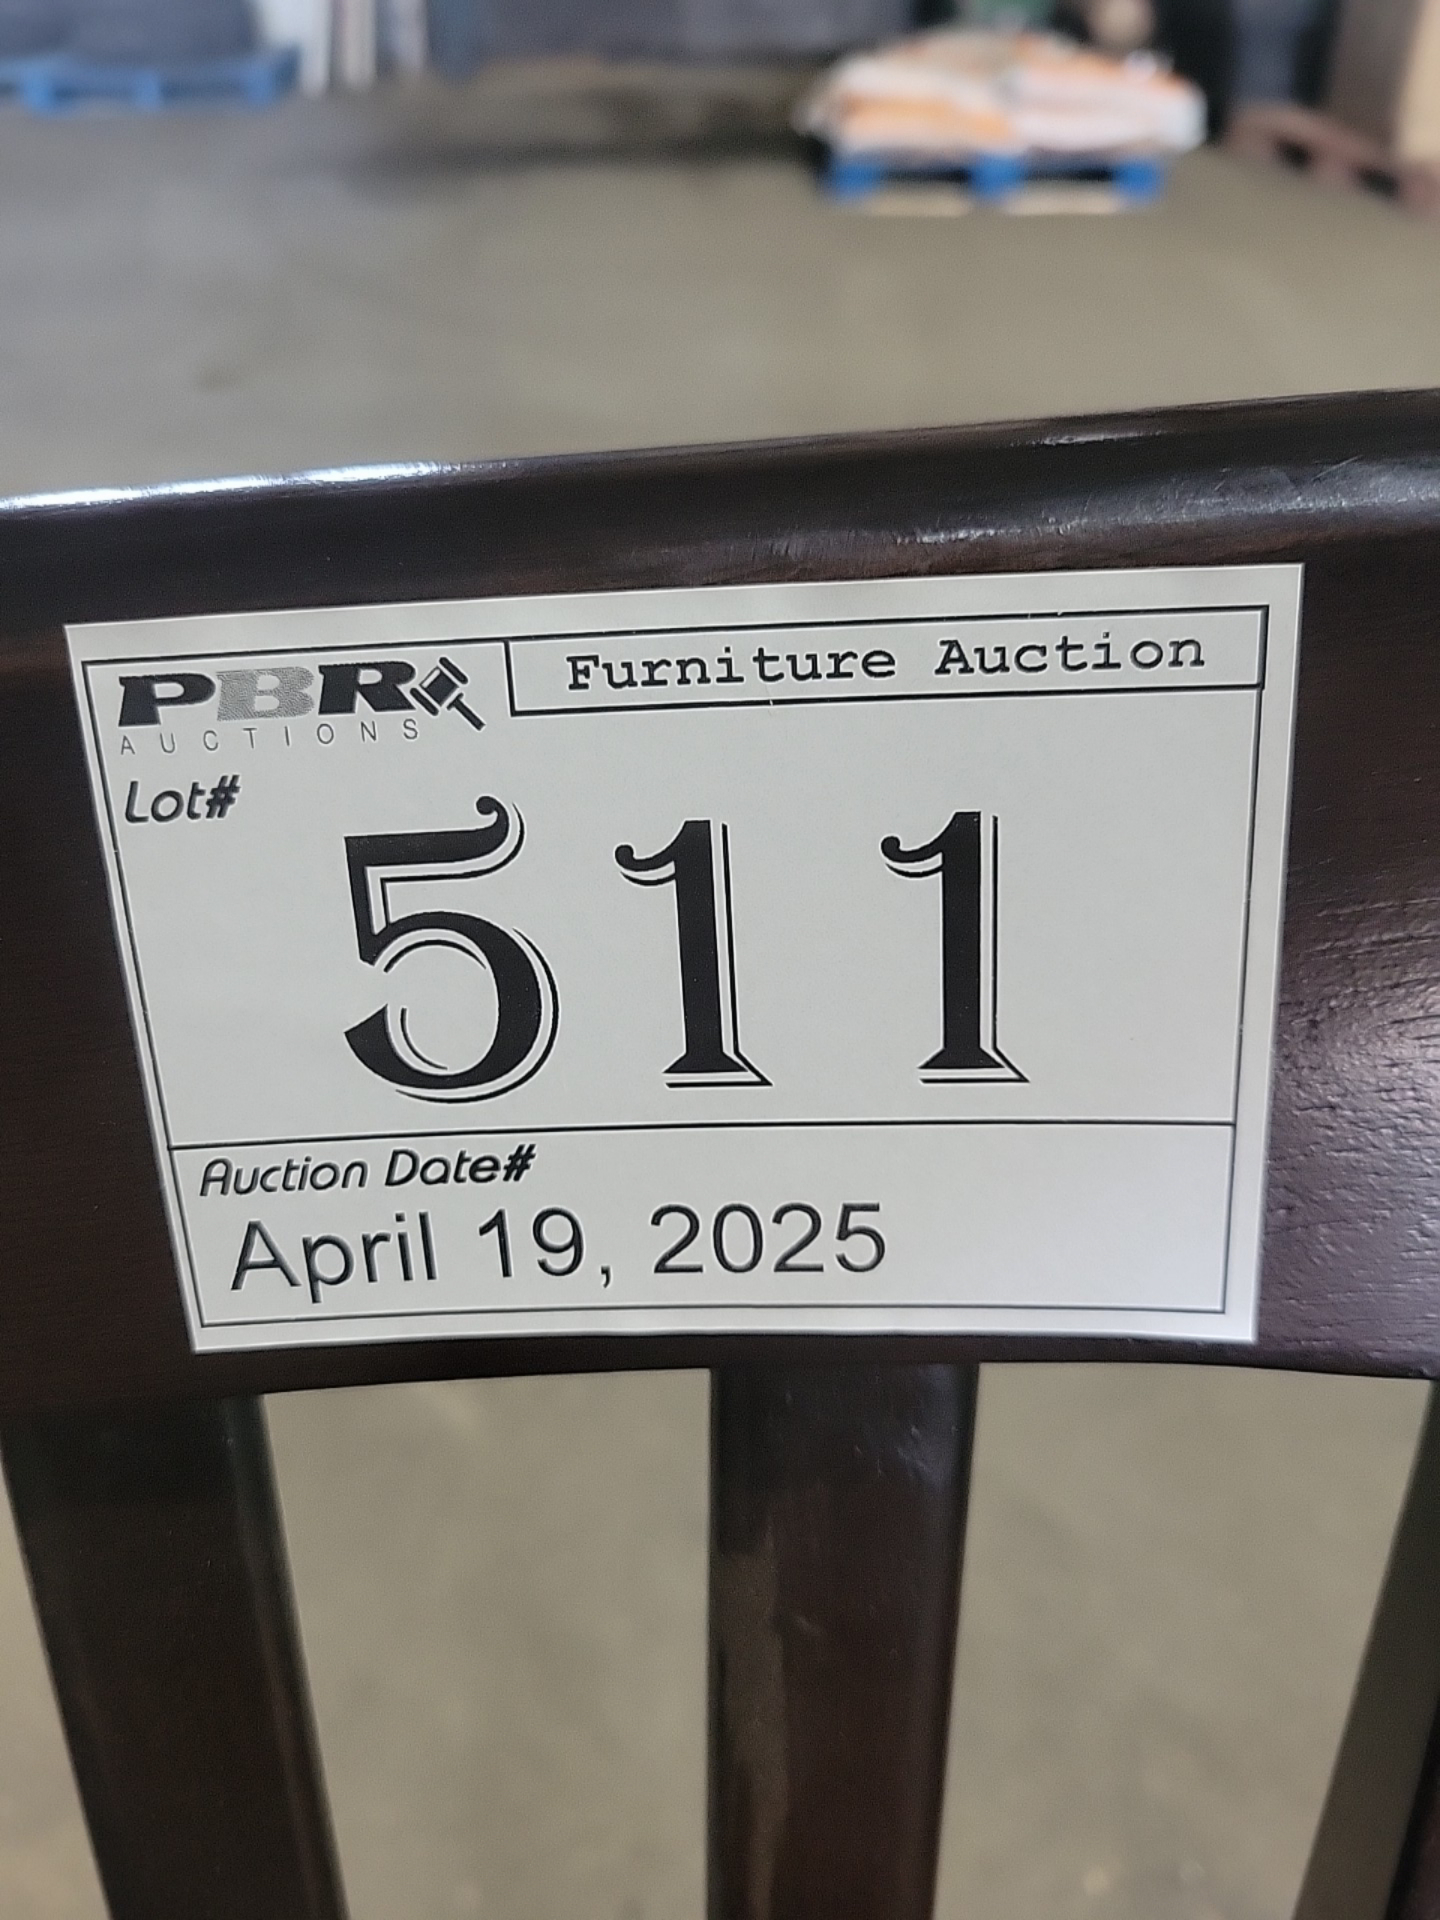 PBR
AUCTIONS
Furniture Auction
Lot#
511
Auction Date#
April 19, 2025